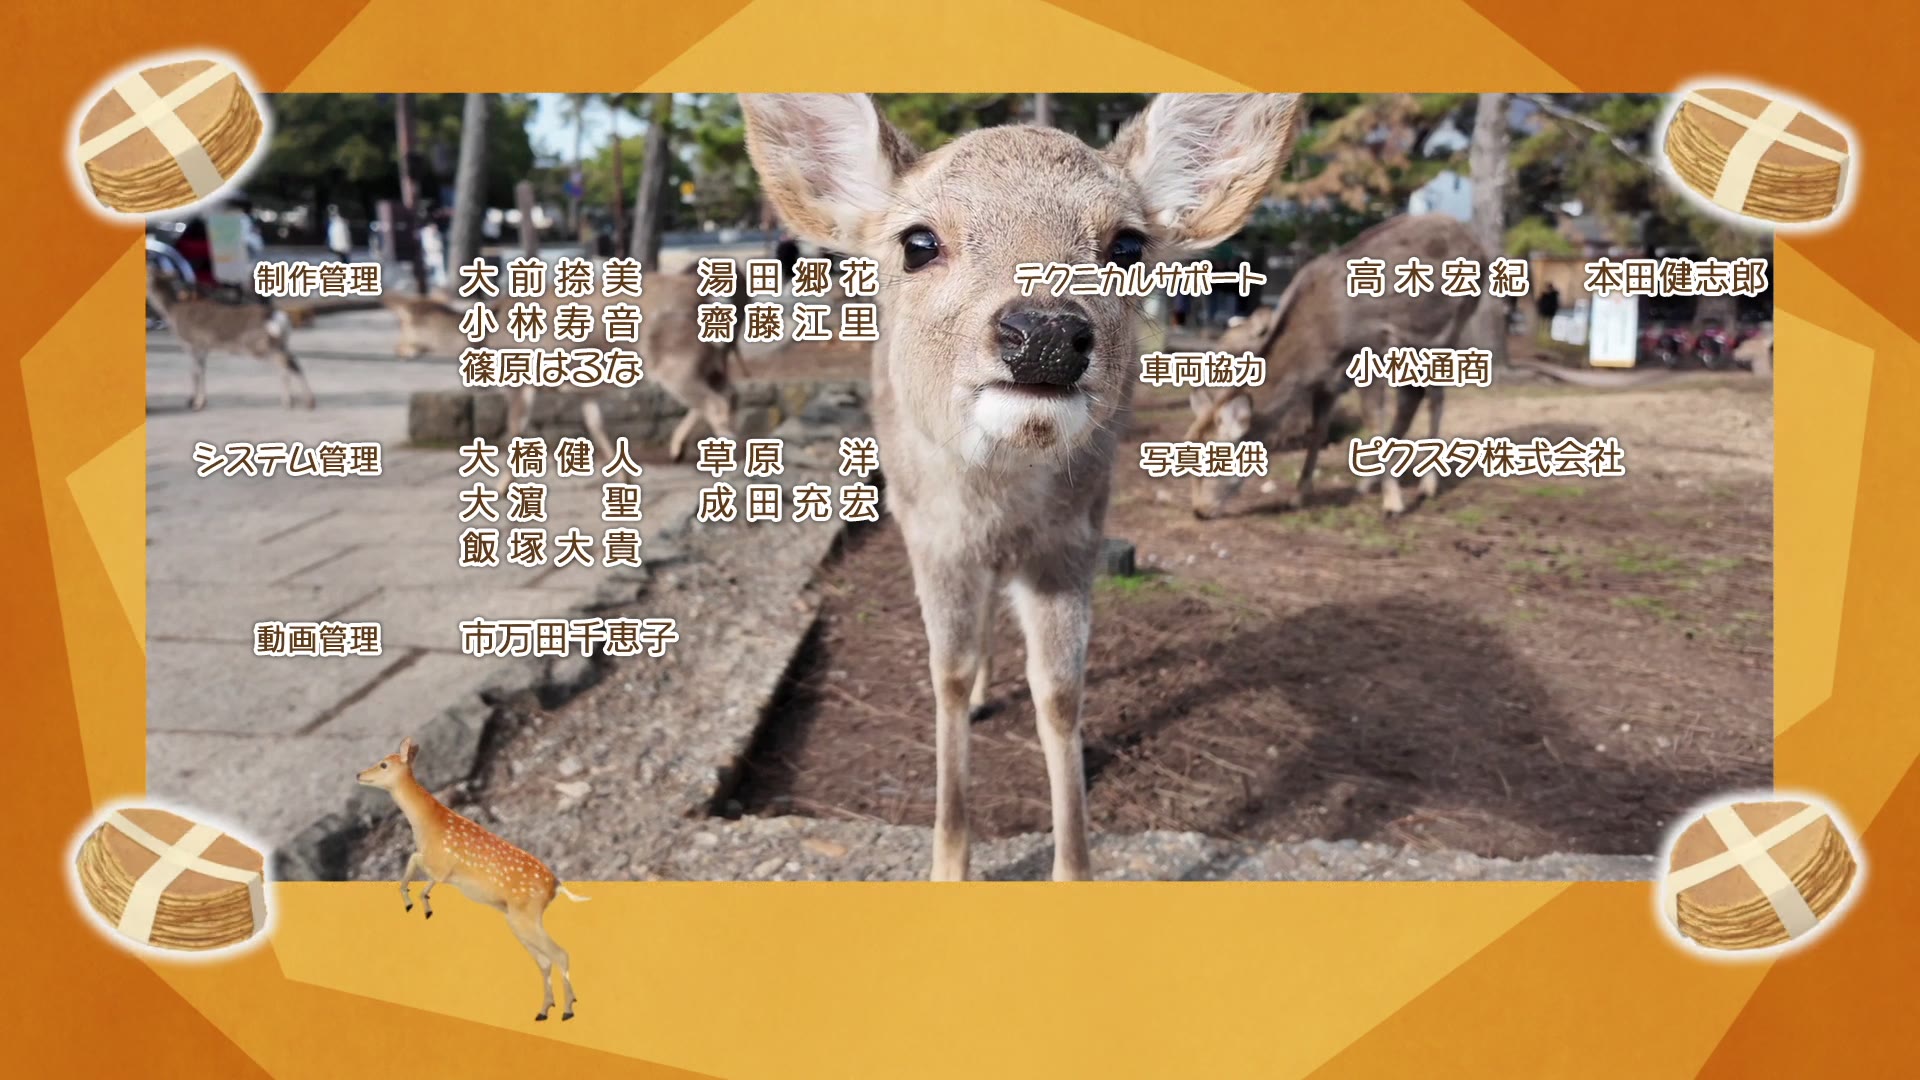 制作管理 大前捺美 湯田郷花
小林寿音 齋藤江里
篠原はるな
システム管理 大橋健人 草原 洋
大濵 聖 成田充宏
飯塚大貴
動画管理 市万田千恵子
テクニカルサポート 高木宏紀 本田健志郎
車両協力 小松通商
写真提供 ピクスタ株式会社